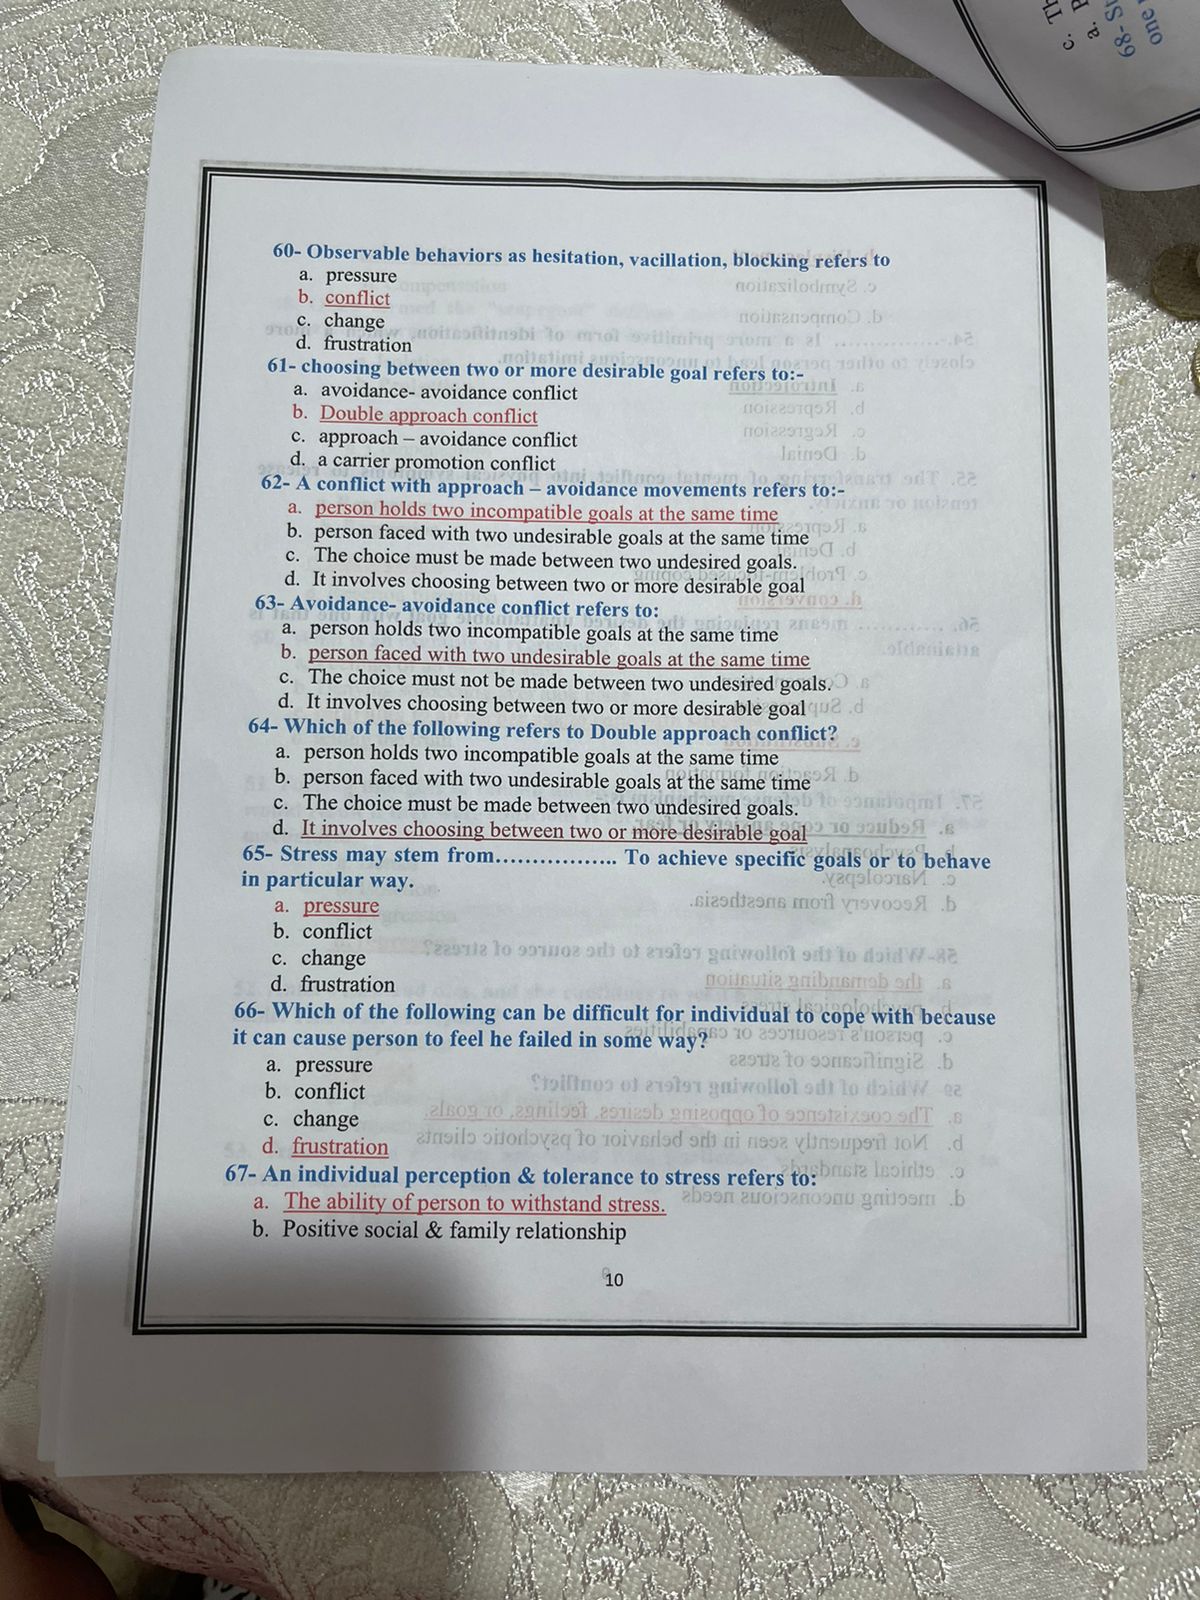 60- Observable behaviors as hesitation, vacillation, blocking refers to
a. pressure
b. conflict
c. change
d. frustration
61- choosing between two or more desirable goal refers to:-
a. avoidance- avoidance conflict
b. Double approach conflict
c. approach – avoidance conflict
d. a carrier promotion conflict
62- A conflict with approach – avoidance movements refers to:-
a. person holds two incompatible goals at the same time
b. person faced with two undesirable goals at the same time
c. The choice must be made between two undesired goals.
d. It involves choosing between two or more desirable goal
63- Avoidance- avoidance conflict refers to:
a. person holds two incompatible goals at the same time
b. person faced with two undesirable goals at the same time
c. The choice must not be made between two undesired goals.
d. It involves choosing between two or more desirable goal
64- Which of the following refers to Double approach conflict?
a. person holds two incompatible goals at the same time
b. person faced with two undesirable goals at the same time
c. The choice must be made between two undesired goals.
d. It involves choosing between two or more desirable goal
65- Stress may stem from................. To achieve specific goals or to behave
in particular way.
a. pressure
b. conflict
c. change
d. frustration
66- Which of the following can be difficult for individual to cope with because
it can cause person to feel he failed in some way?
a. pressure
b. conflict
c. change
d. frustration
67- An individual perception & tolerance to stress refers to:
a. The ability of person to withstand stress.
b. Positive social & family relationship
10
c. Th
a. P
68- St
one